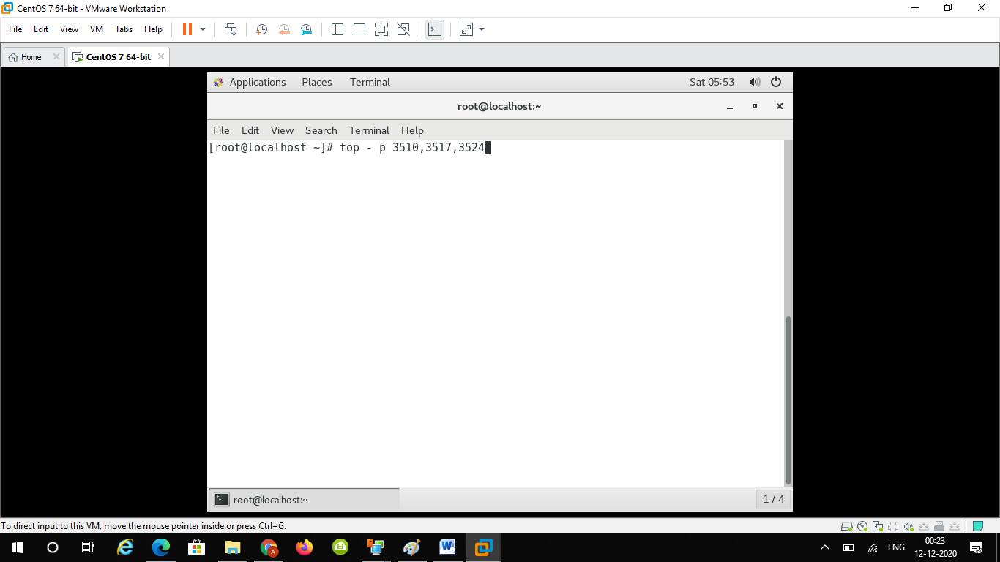 CentOS 7 64-bit - VMware Workstation
File Edit View VM Tabs Help
Home CentOS 7 64-bit
Applications Places Terminal Sat 05:53
root@localhost:~
File Edit View Search Terminal Help
[root@localhost ~]# top - p 3510,3517,3524
root@localhost:~ 1 / 4
To direct input to this VM, move the mouse pointer inside or press Ctrl+G.
ENG 00:23
12-12-2020